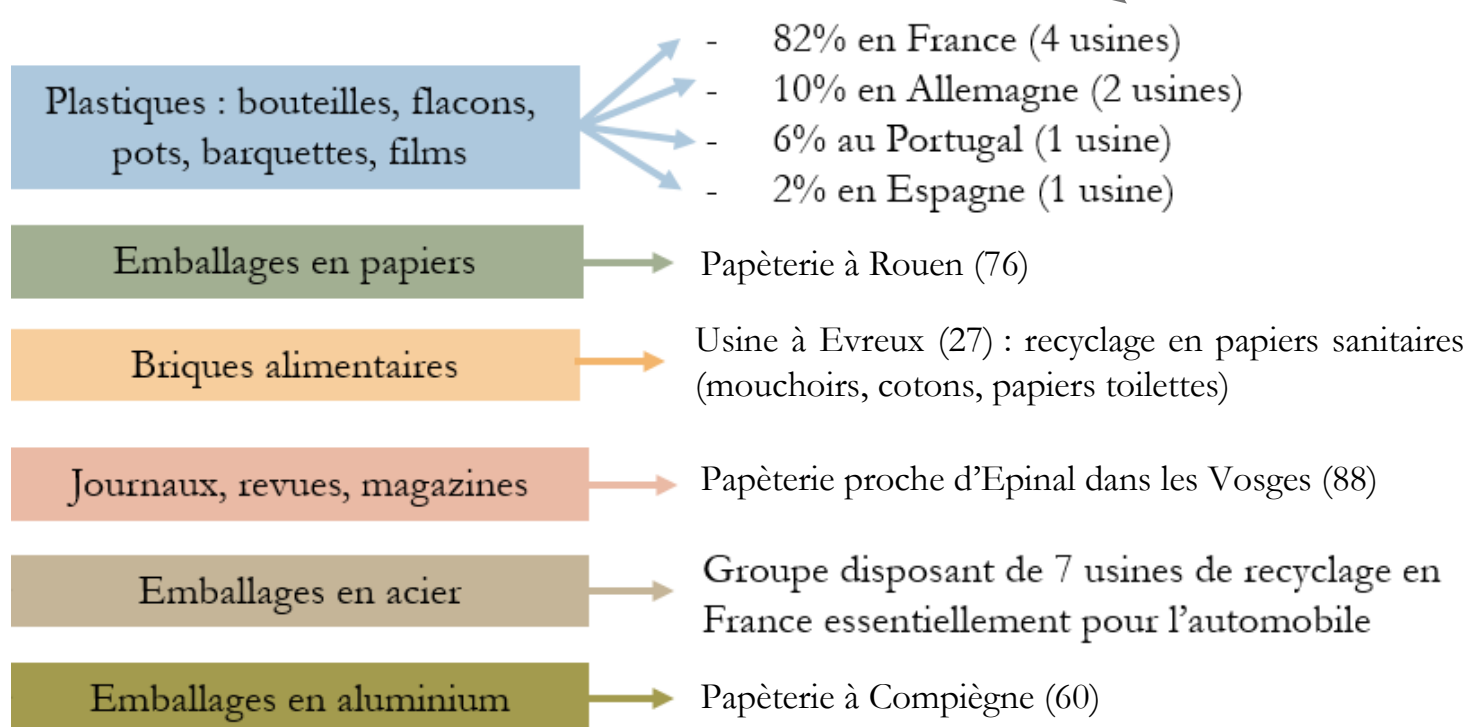 Plastiques : bouteilles, flacons,
pots, barquettes, films
- 82% en France (4 usines)
- 10% en Allemagne (2 usines)
- 6% au Portugal (1 usine)
- 2% en Espagne (1 usine)
Emballages en papiers
Papèterie à Rouen (76)
Briques alimentaires
Usine à Evreux (27) : recyclage en papiers sanitaires
(mouchoirs, cotons, papiers toilettes)
Journaux, revues, magazines
Papèterie proche d’Epinal dans les Vosges (88)
Emballages en acier
Groupe disposant de 7 usines de recyclage en
France essentiellement pour l’automobile
Emballages en aluminium
Papèterie à Compiègne (60)